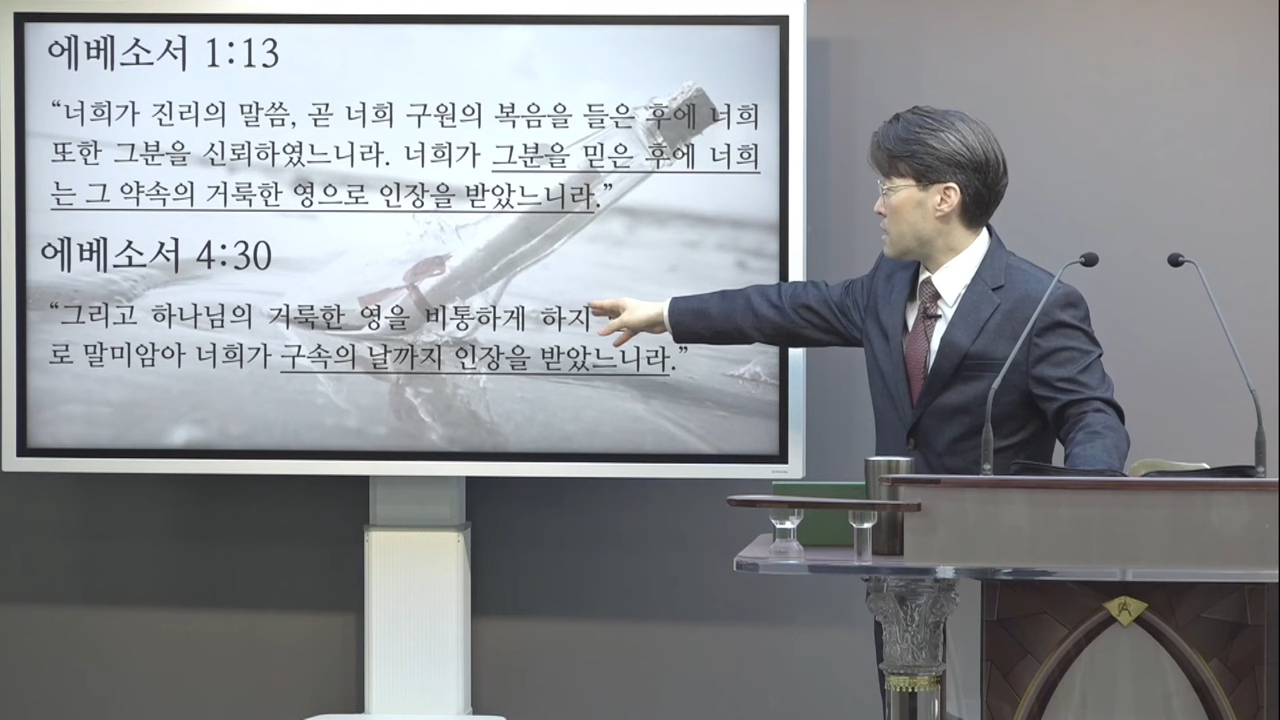 에베소서 1:13
“너희가 진리의 말씀, 곧 너희 구원의 복음을 들은 후에 너희
또한 그분을 신뢰하였느니라. 너희가 그분을 믿은 후에 너희
는 그 약속의 거룩한 영으로 인장을 받았느니라.”
에베소서 4:30
“그리고 하나님의 거룩한 영을 비통하게 하지
로 말미암아 너희가 구속의 날까지 인장을 받았느니라.”